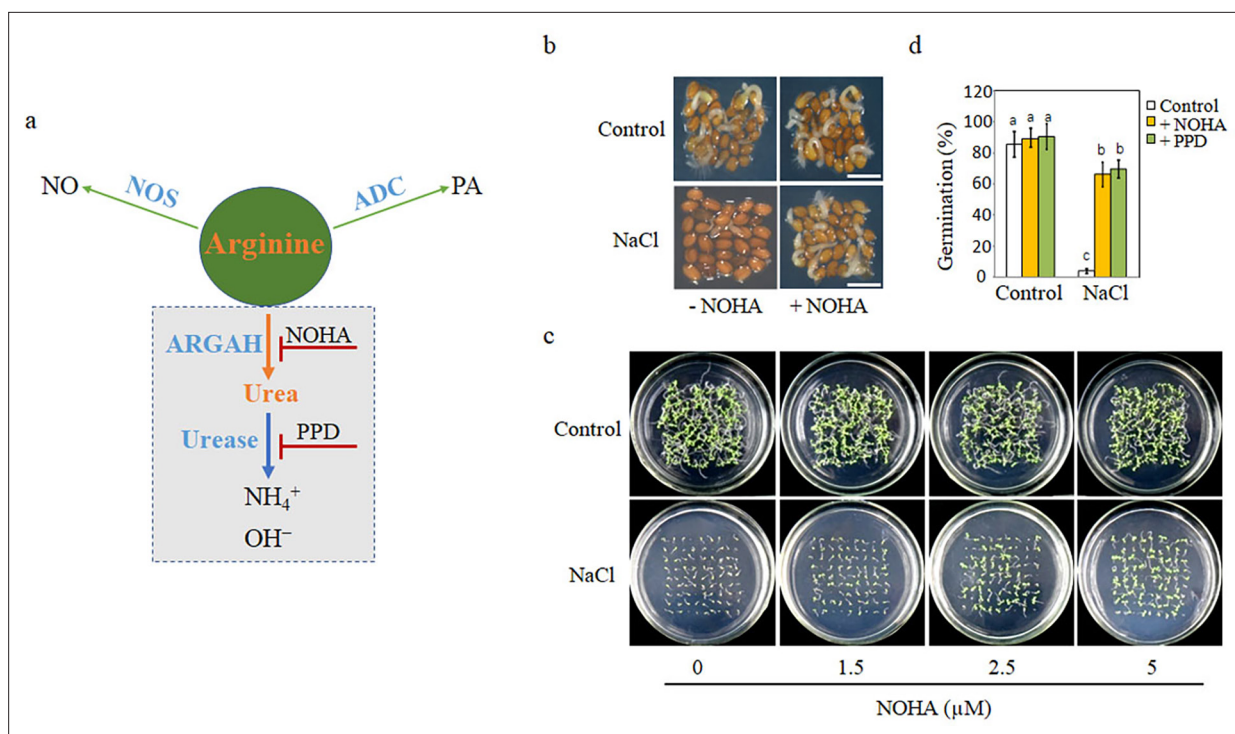 a
NO
NOS
ADC
PA
Arginine
ARGAH
NOHA
Urea
Urease
PPD
NH₄⁺
OH⁻
b
Control
NaCl
- NOHA
+ NOHA
d
Germination (%)
120
100
80
60
40
20
0
a a a
c b b
Control
NaCl
Control
+ NOHA
+ PPD
c
Control
NaCl
0 1.5 2.5 5
NOHA (µM)